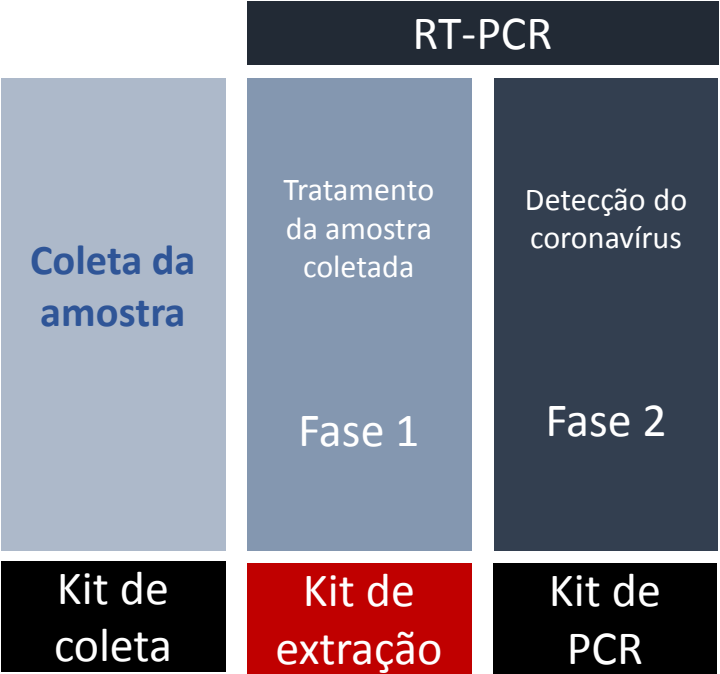 RT-PCR
Coleta da
amostra
Tratamento
da amostra
coletada
Fase 1
Detecção do
coronavírus
Fase 2
Kit de
coleta
Kit de
extração
Kit de
PCR